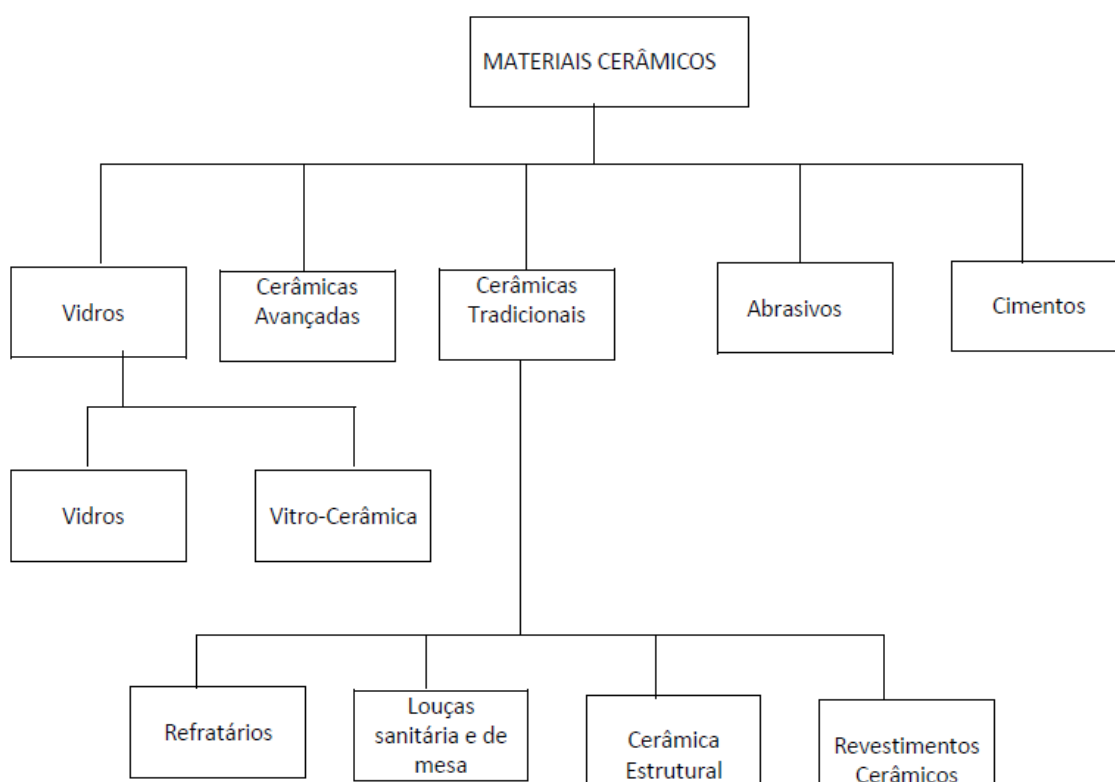 MATERIAIS CERÂMICOS
Vidros
Cerâmicas
Avançadas
Cerâmicas
Tradicionais
Abrasivos
Cimentos
Vidros
Vitro-Cerâmica
Refratários
Louças
sanitária e de
mesa
Cerâmica
Estrutural
Revestimentos
Cerâmicos